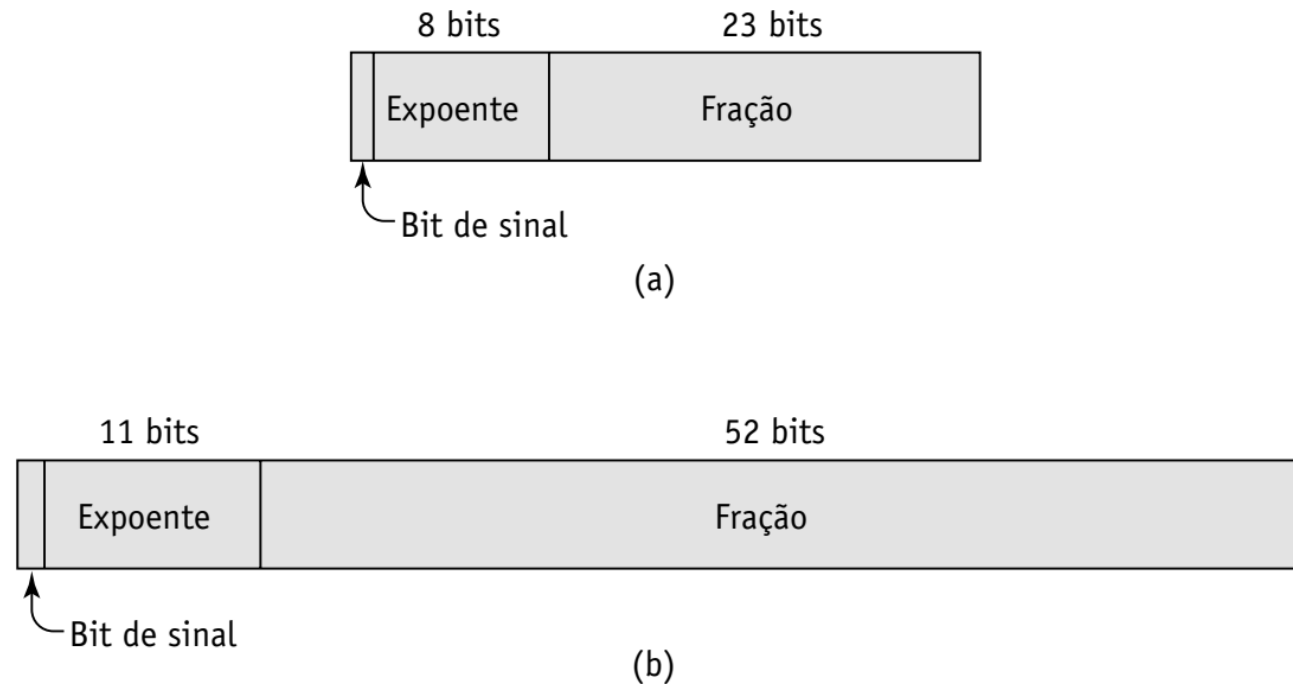 8 bits 23 bits
Expoente Fração
Bit de sinal
(a)
11 bits 52 bits
Expoente Fração
Bit de sinal
(b)